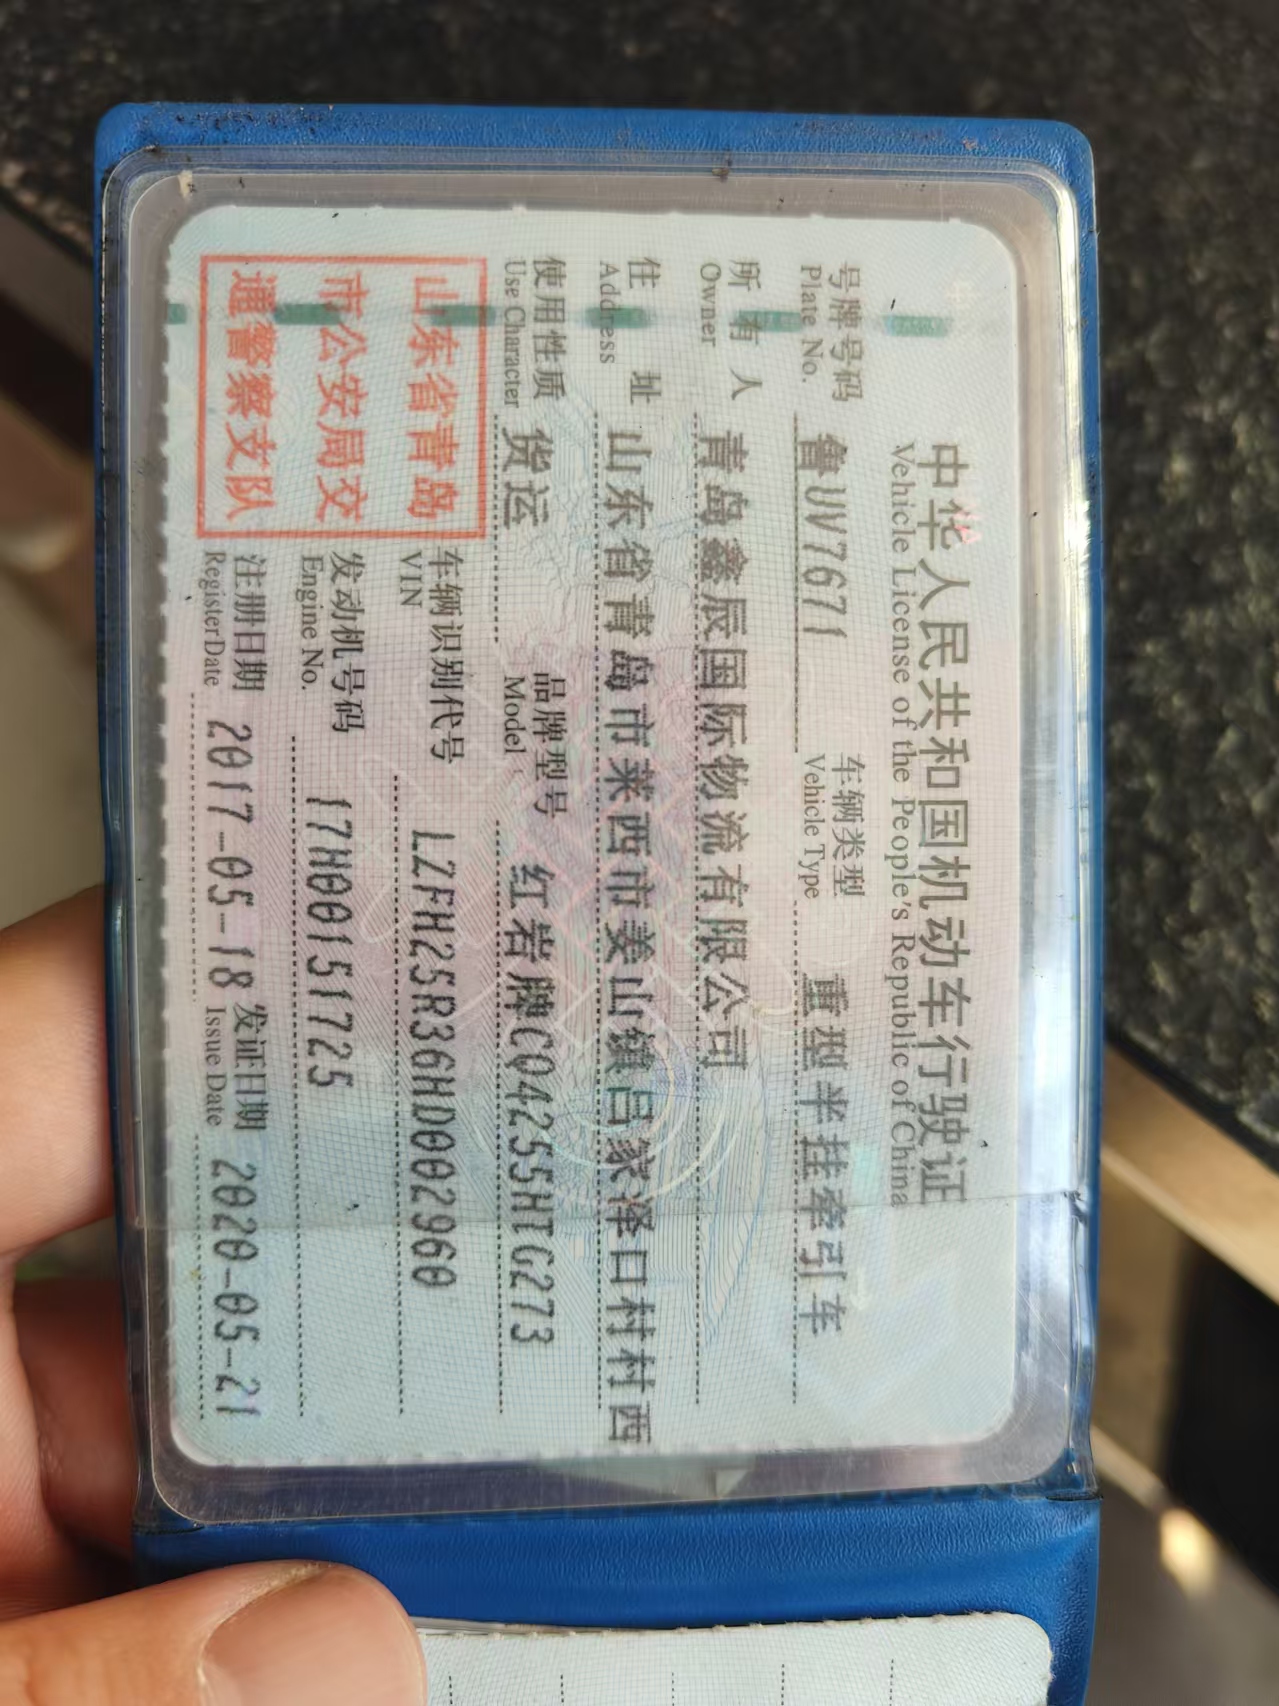 中华人民共和国机动车行驶证
Vehicle License of the People's Republic of China
号牌号码 鲁UV7671 车辆类型 重型半挂牵引车
Plate No. Vehicle Type
所有人 青岛鑫辰国际物流有限公司
Owner
住址 山东省青岛市莱西市姜山镇吕家泽口村村西
Address
使用性质 货运 品牌型号 红岩牌CQ4255HTG273
Use Character Model
山东省青岛
市公安局交
通警察支队
车辆识别代号 LZFH25R36HD002960
VIN
发动机号码 17H00151725
Engine No.
注册日期 2017-05-18 发证日期 2020-05-21
Register Date Issue Date